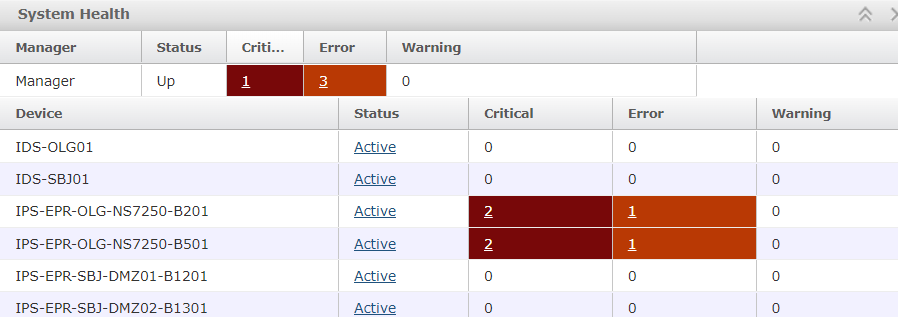 System Health
Manager Status Criti... Error Warning
Manager Up 1 3 0
Device Status Critical Error Warning
IDS-OLG01 Active 0 0 0
IDS-SBJ01 Active 0 0 0
IPS-EPR-OLG-NS7250-B201 Active 2 1 0
IPS-EPR-OLG-NS7250-B501 Active 2 1 0
IPS-EPR-SBJ-DMZ01-B1201 Active 0 0 0
IPS-EPR-SBJ-DMZ02-B1301 Active 0 0 0